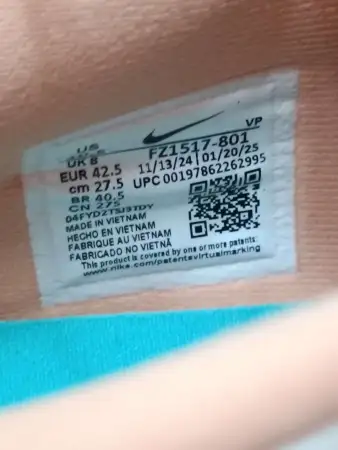 VP
US
UK 8
EUR 42.5
cm 27.5
BR 40.5
CN 275
FZ1517-801
11/13/24 | 01/20/25
UPC 00197862262995
MADE IN VIETNAM
HECHO EN VIETNAM
FABRIQUE AU VIETNAM
FABRICADO NO VIETNÃ
This product is covered by one or more patents:
www.nike.com/patentsvirtualmarking